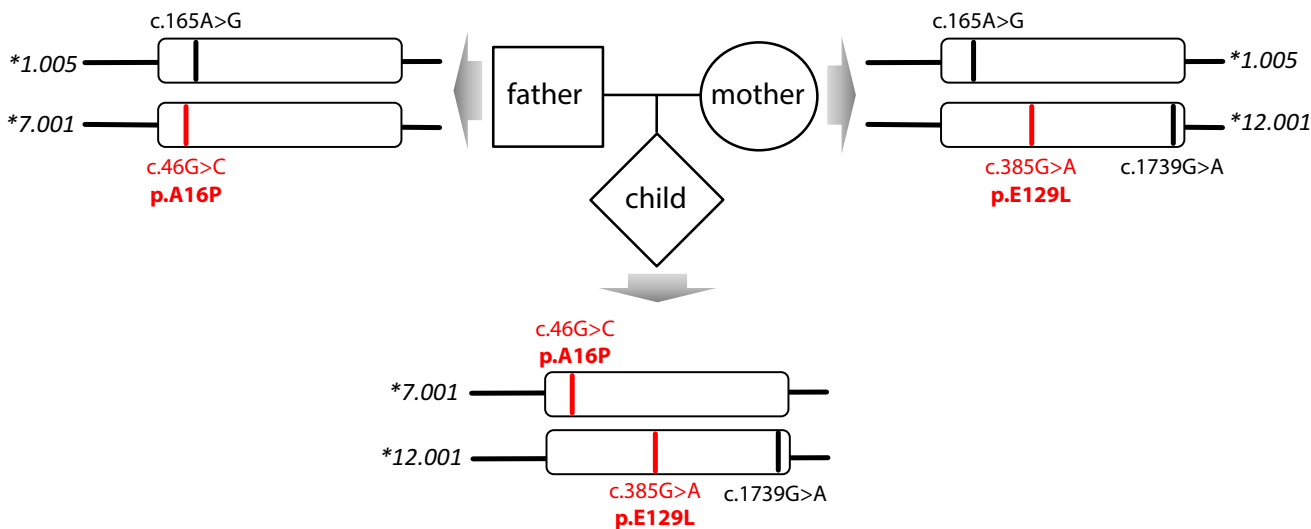 c.165A>G
*1.005
*7.001
c.46G>C
p.A16P
father
mother
child
c.165A>G
*1.005
*12.001
c.385G>A
c.1739G>A
p.E129L
c.46G>C
p.A16P
*7.001
*12.001
c.385G>A
c.1739G>A
p.E129L